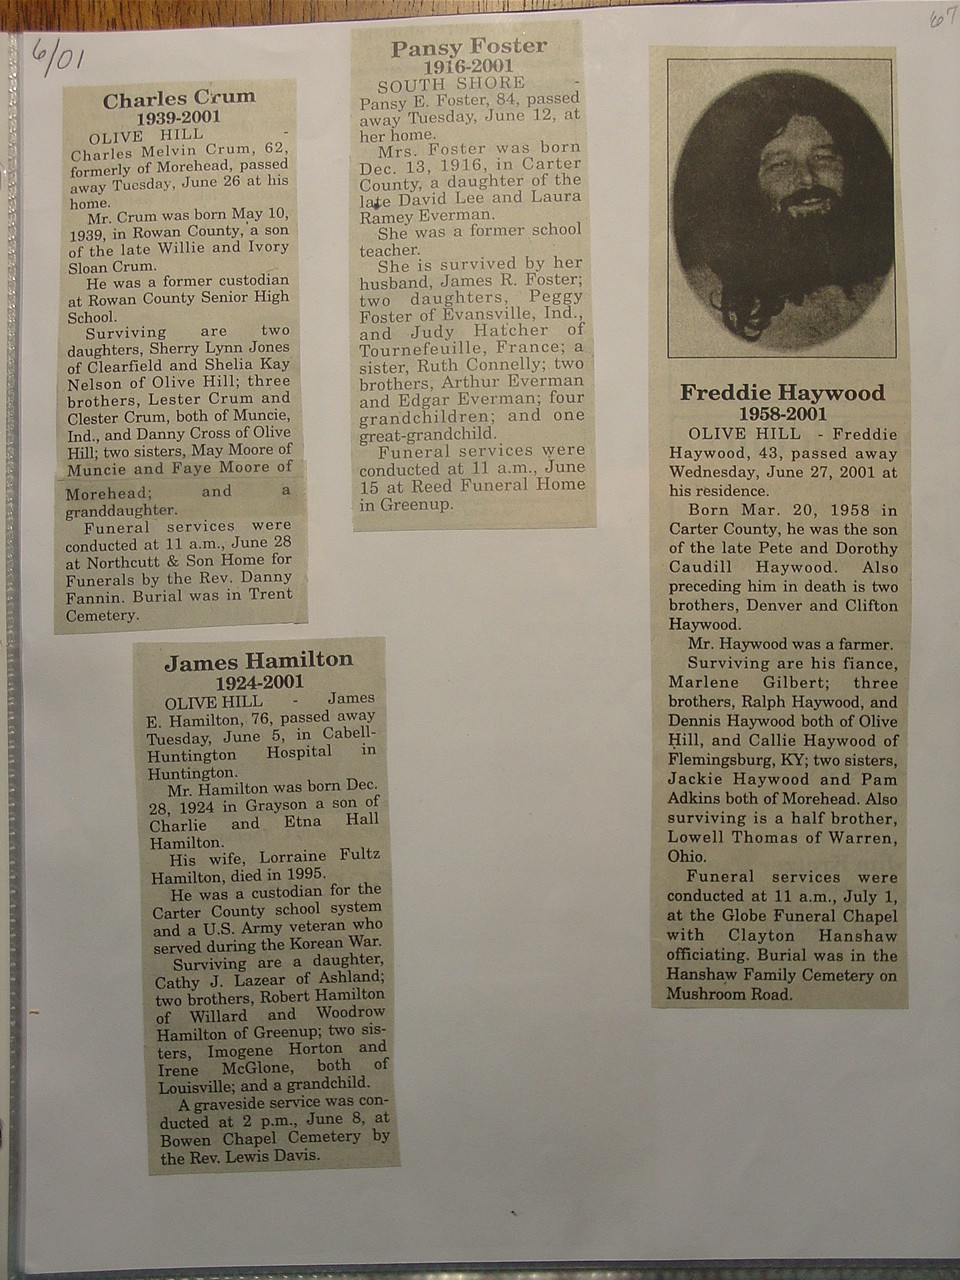 6/01
67
Charles Crum
1939-2001
OLIVE HILL -
Charles Melvin Crum, 62,
formerly of Morehead, passed
away Tuesday, June 26 at his
home.
Mr. Crum was born May 10,
1939, in Rowan County, a son
of the late Willie and Ivory
Sloan Crum.
He was a former custodian
at Rowan County Senior High
School.
Surviving are two
daughters, Sherry Lynn Jones
of Clearfield and Shelia Kay
Nelson of Olive Hill; three
brothers, Lester Crum and
Clester Crum, both of Muncie,
Ind., and Danny Cross of Olive
Hill; two sisters, May Moore of
Muncie and Faye Moore of
Morehead; and a
granddaughter.
Funeral services were
conducted at 11 a.m., June 28
at Northcutt & Son Home for
Funerals by the Rev. Danny
Fannin. Burial was in Trent
Cemetery.
James Hamilton
1924-2001
OLIVE HILL - James
E. Hamilton, 76, passed away
Tuesday, June 5, in Cabell-
Huntington Hospital in
Huntington.
Mr. Hamilton was born Dec.
28, 1924 in Grayson a son of
Charlie and Etna Hall
Hamilton.
His wife, Lorraine Fultz
Hamilton, died in 1995.
He was a custodian for the
Carter County school system
and a U.S. Army veteran who
served during the Korean War.
Surviving are a daughter,
Cathy J. Lazear of Ashland;
two brothers, Robert Hamilton
of Willard and Woodrow
Hamilton of Greenup; two sis-
ters, Imogene Horton and
Irene McGlone, both of
Louisville; and a grandchild.
A graveside service was con-
ducted at 2 p.m., June 8, at
Bowen Chapel Cemetery by
the Rev. Lewis Davis.
Pansy Foster
1916-2001
SOUTH SHORE -
Pansy E. Foster, 84, passed
away Tuesday, June 12, at
her home.
Mrs. Foster was born
Dec. 13, 1916, in Carter
County, a daughter of the
late David Lee and Laura
Ramey Everman.
She was a former school
teacher.
She is survived by her
husband, James R. Foster;
two daughters, Peggy
Foster of Evansville, Ind.,
and Judy Hatcher of
Tournefeuille, France; a
sister, Ruth Connelly; two
brothers, Arthur Everman
and Edgar Everman; four
grandchildren; and one
great-grandchild.
Funeral services were
conducted at 11 a.m., June
15 at Reed Funeral Home
in Greenup.
Freddie Haywood
1958-2001
OLIVE HILL - Freddie
Haywood, 43, passed away
Wednesday, June 27, 2001 at
his residence.
Born Mar. 20, 1958 in
Carter County, he was the son
of the late Pete and Dorothy
Caudill Haywood. Also
preceding him in death is two
brothers, Denver and Clifton
Haywood.
Mr. Haywood was a farmer.
Surviving are his fiance,
Marlene Gilbert; three
brothers, Ralph Haywood, and
Dennis Haywood both of Olive
Hill, and Callie Haywood of
Flemingsburg, KY; two sisters,
Jackie Haywood and Pam
Adkins both of Morehead. Also
surviving is a half brother,
Lowell Thomas of Warren,
Ohio.
Funeral services were
conducted at 11 a.m., July 1,
at the Globe Funeral Chapel
with Clayton Hanshaw
officiating. Burial was in the
Hanshaw Family Cemetery on
Mushroom Road.